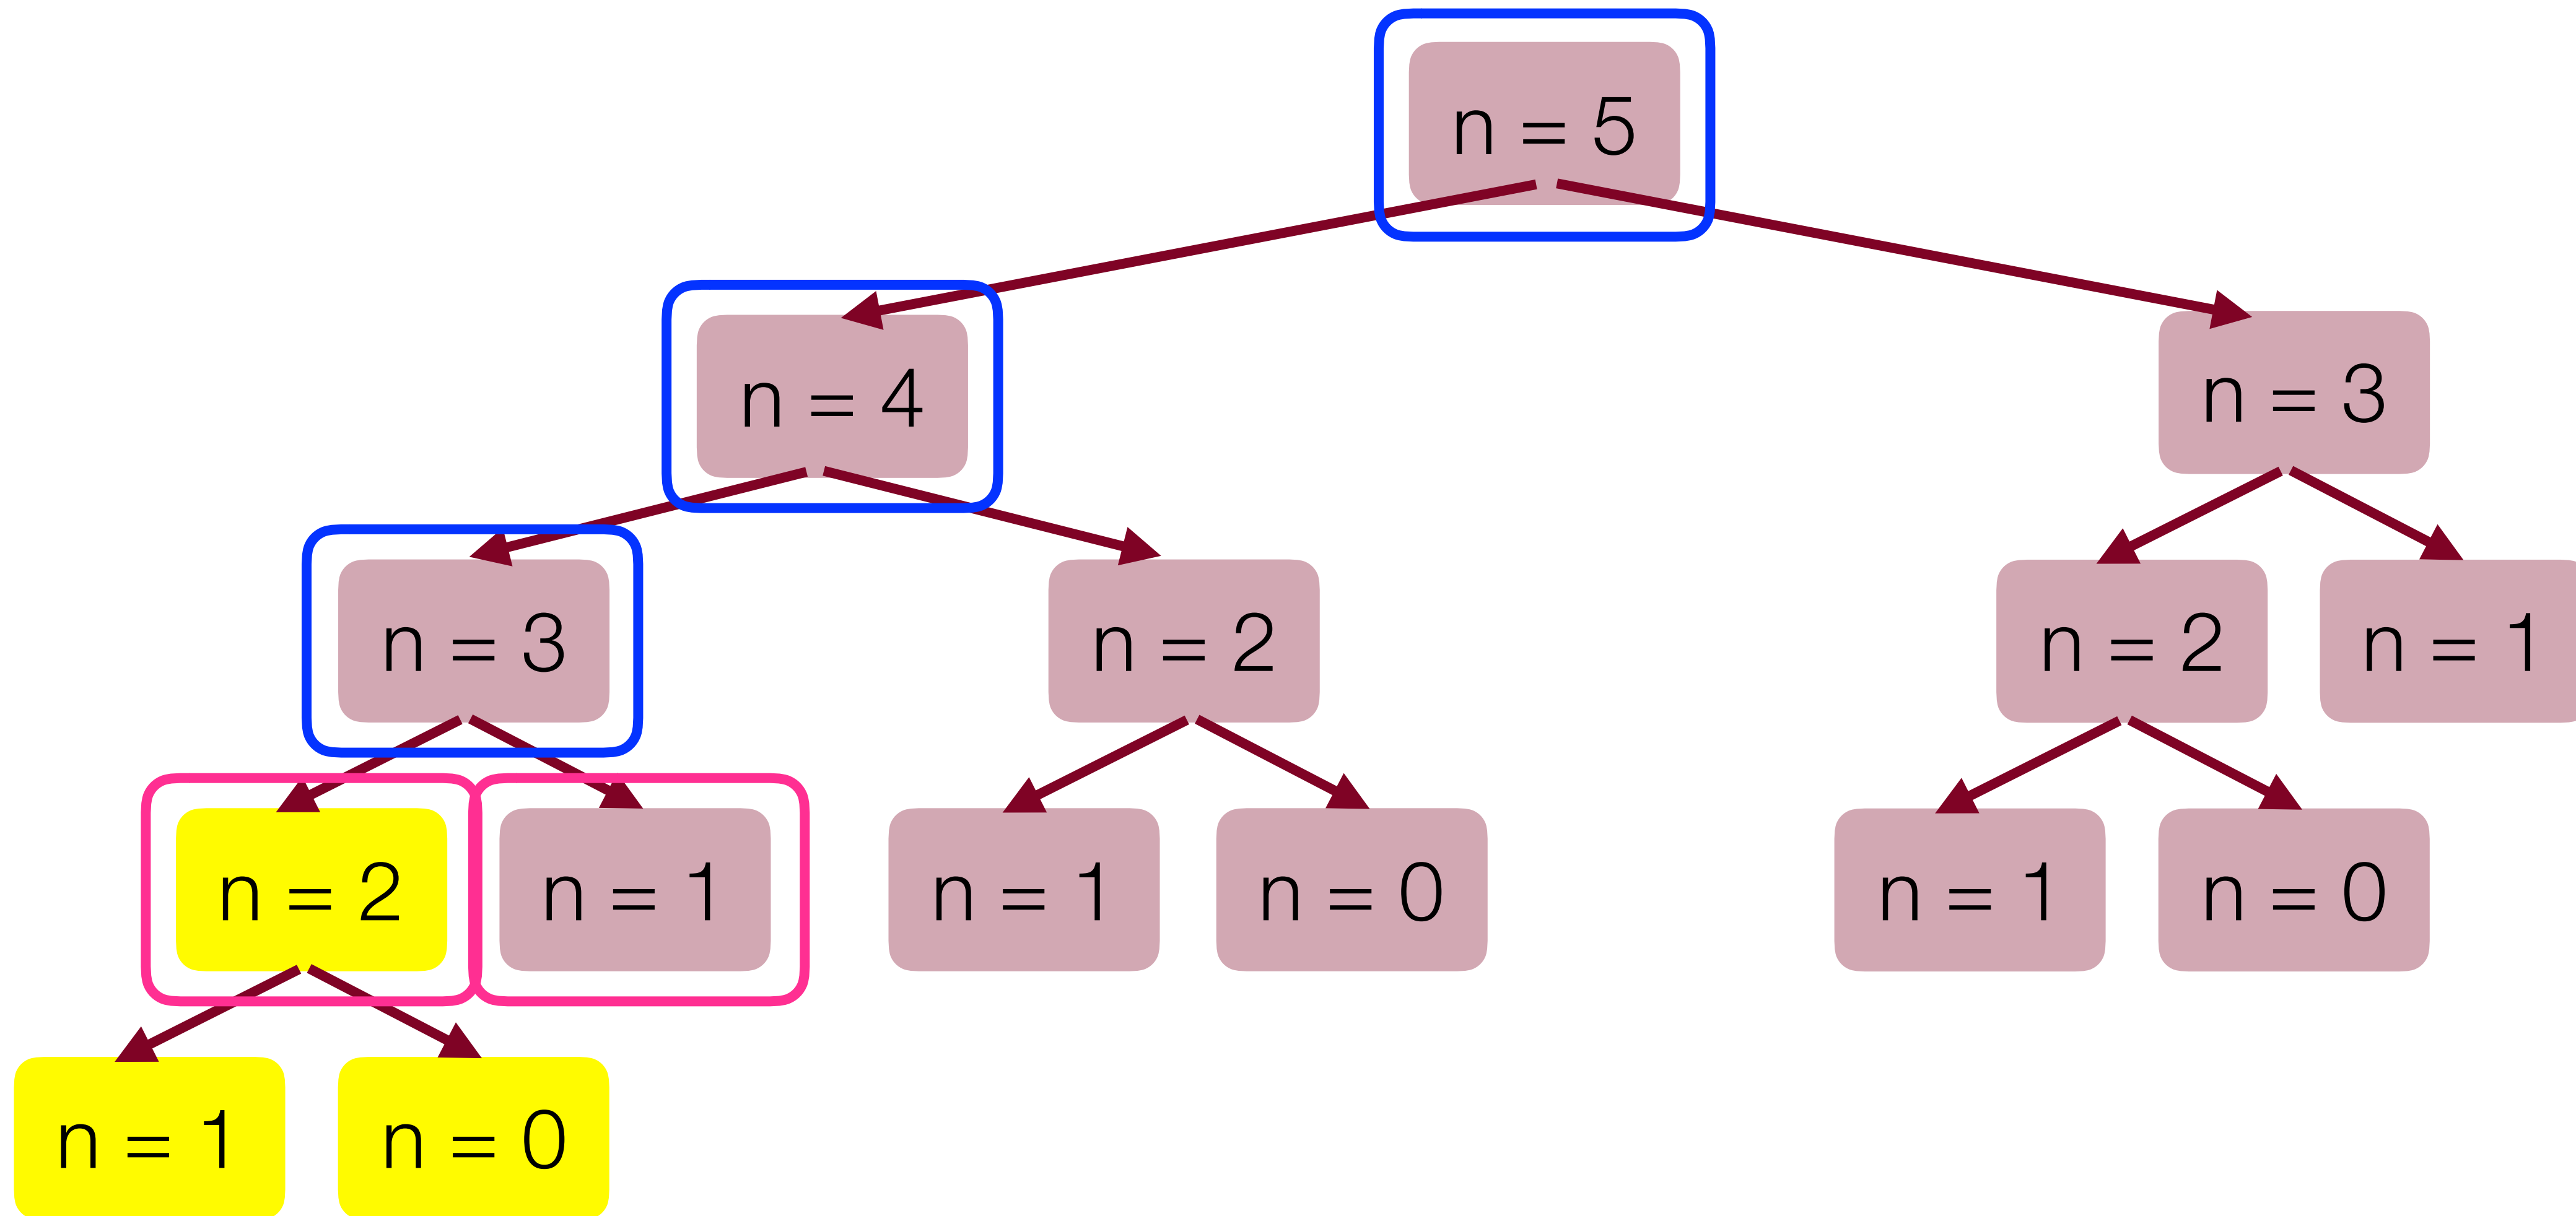 n = 5
n = 4
n = 3
n = 3
n = 2
n = 2
n = 1
n = 2
n = 1
n = 1
n = 0
n = 1
n = 0
n = 1
n = 0